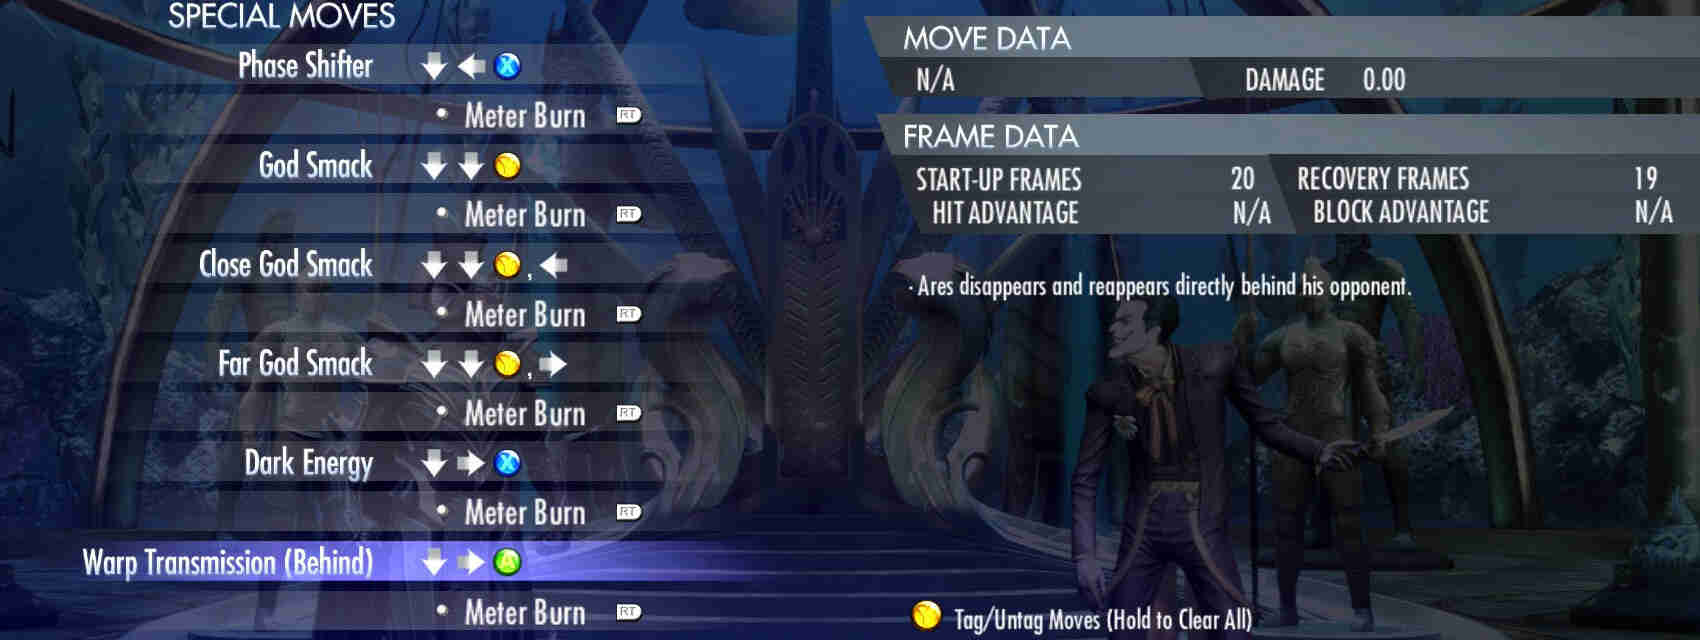 SPECIAL MOVES
Phase Shifter X
• Meter Burn RT
God Smack Y
• Meter Burn RT
Close God Smack Y ,
• Meter Burn RT
Far God Smack Y ,
• Meter Burn RT
Dark Energy X
• Meter Burn RT
Warp Transmission (Behind) A
• Meter Burn RT
MOVE DATA
N/A DAMAGE 0.00
FRAME DATA
START-UP FRAMES 20 RECOVERY FRAMES 19
HIT ADVANTAGE N/A BLOCK ADVANTAGE N/A
· Ares disappears and reappears directly behind his opponent.
Y Tag/Untag Moves (Hold to Clear All)